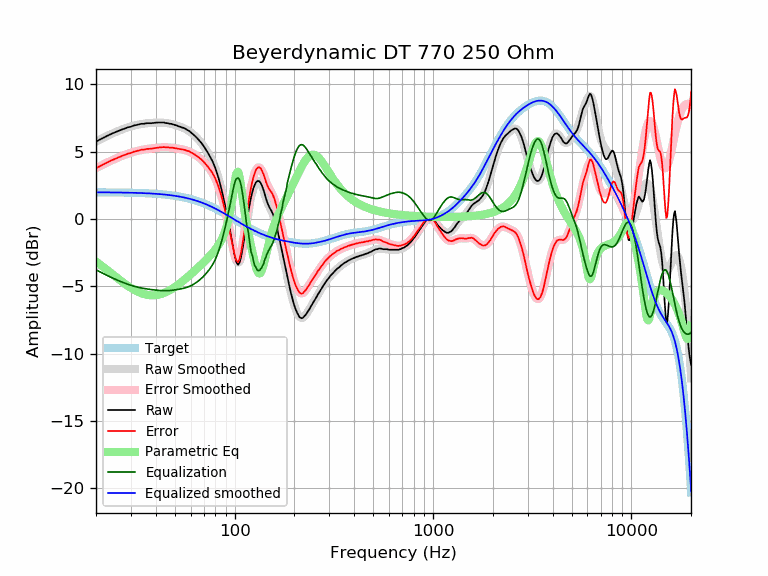 Beyerdynamic DT 770 250 Ohm
Amplitude (dBr)
10
5
0
−5
−10
−15
−20
Target
Raw Smoothed
Error Smoothed
Raw
Error
Parametric Eq
Equalization
Equalized smoothed
100
1000
10000
Frequency (Hz)